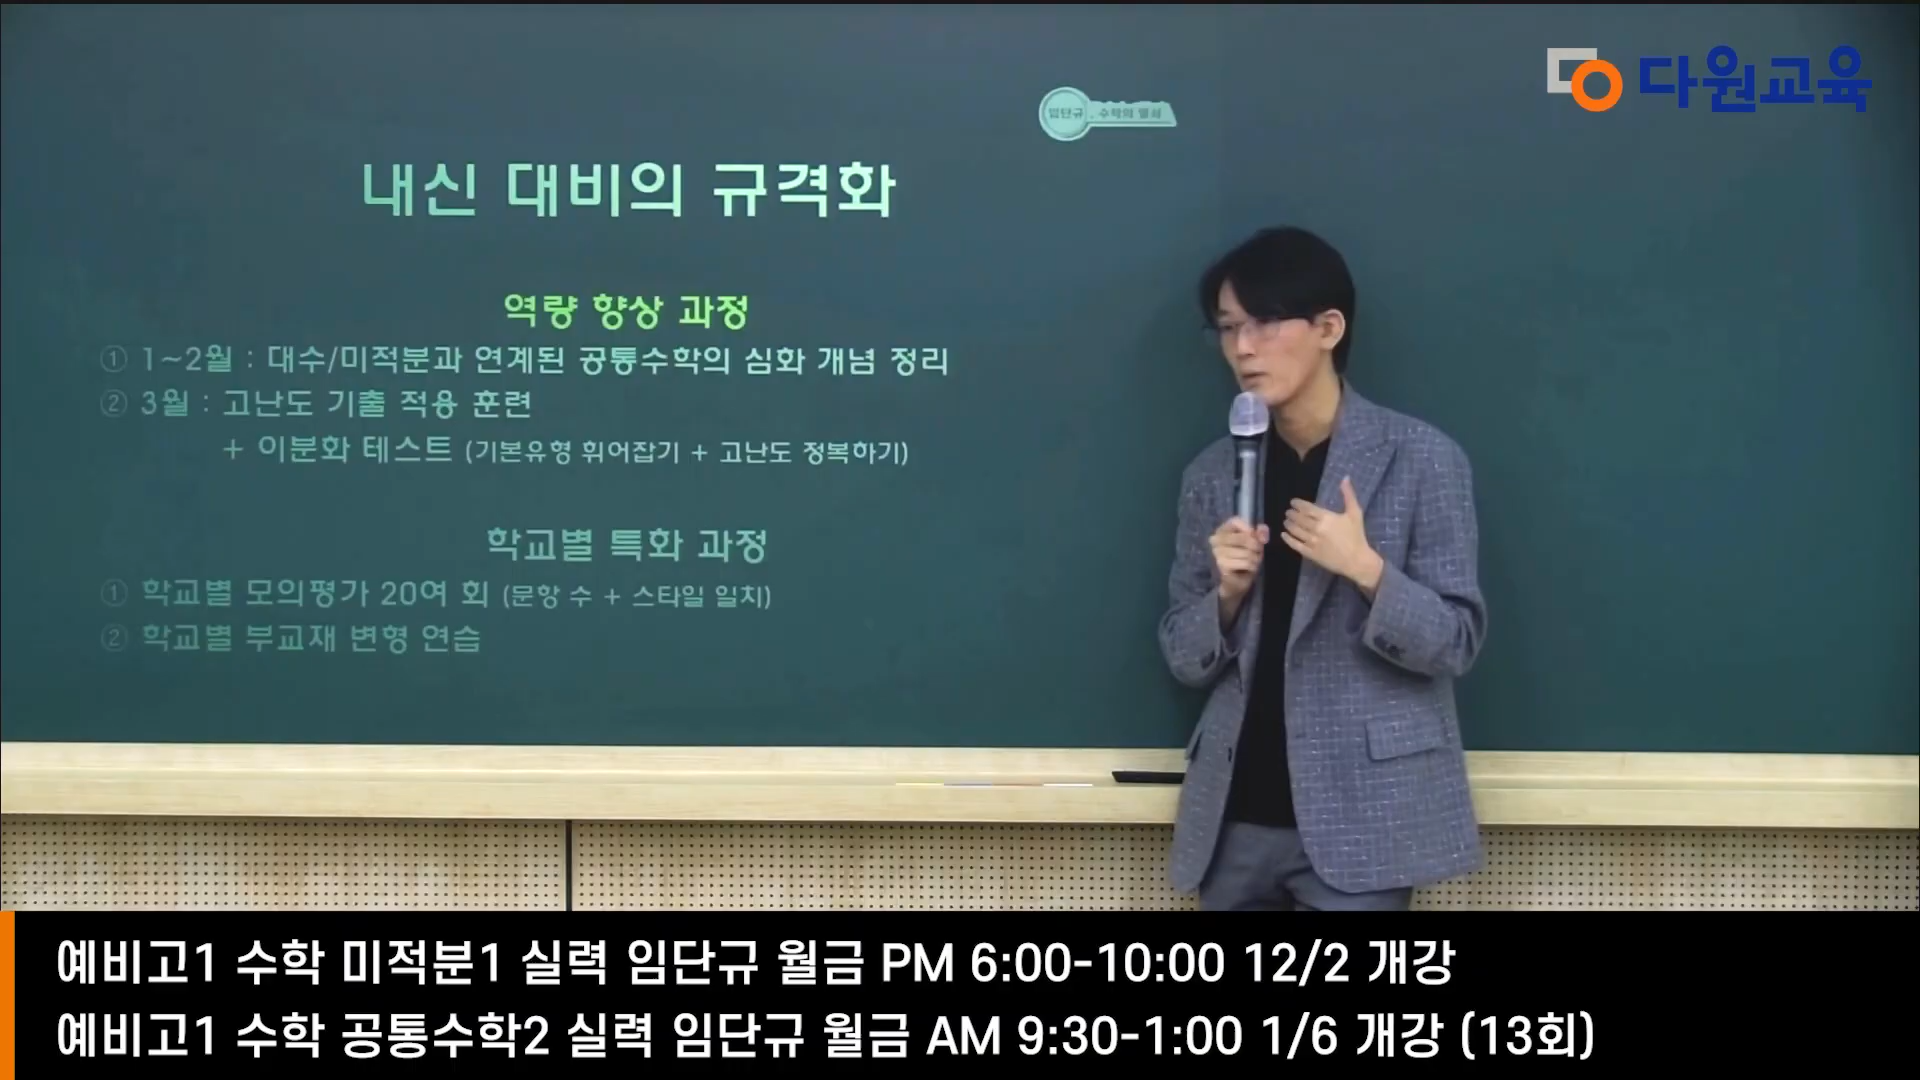 다원교육
임단규, 수학의 열쇠
내신 대비의 규격화
역량 향상 과정
① 1~2월 : 대수/미적분과 연계된 공통수학의 심화 개념 정리
② 3월 : 고난도 기출 적용 훈련
+ 이분화 테스트 (기본유형 휘어잡기 + 고난도 정복하기)
학교별 특화 과정
① 학교별 모의평가 20여 회 (문항 수 + 스타일 일치)
② 학교별 부교재 변형 연습
예비고1 수학 미적분1 실력 임단규 월금 PM 6:00-10:00 12/2 개강
예비고1 수학 공통수학2 실력 임단규 월금 AM 9:30-1:00 1/6 개강 (13회)